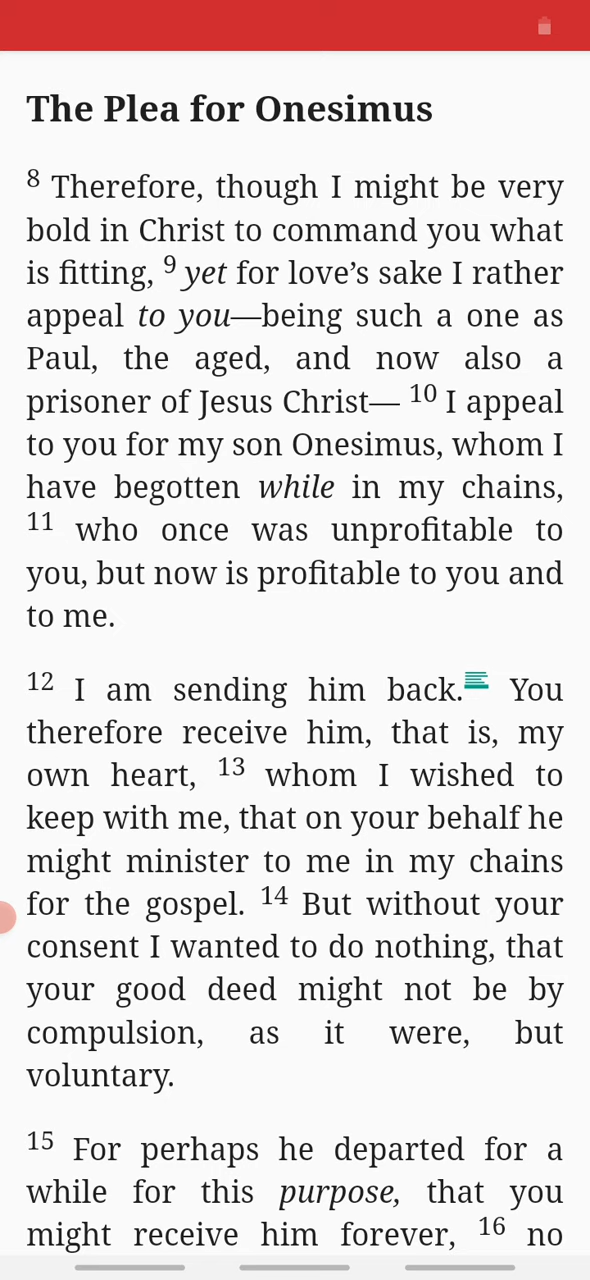 The Plea for Onesimus
8 Therefore, though I might be very
bold in Christ to command you what
is fitting, 9 yet for love’s sake I rather
appeal to you—being such a one as
Paul, the aged, and now also a
prisoner of Jesus Christ— 10 I appeal
to you for my son Onesimus, whom I
have begotten while in my chains,
11 who once was unprofitable to
you, but now is profitable to you and
to me.
12 I am sending him back. You
therefore receive him, that is, my
own heart, 13 whom I wished to
keep with me, that on your behalf he
might minister to me in my chains
for the gospel. 14 But without your
consent I wanted to do nothing, that
your good deed might not be by
compulsion, as it were, but
voluntary.
15 For perhaps he departed for a
while for this purpose, that you
might receive him forever, 16 no